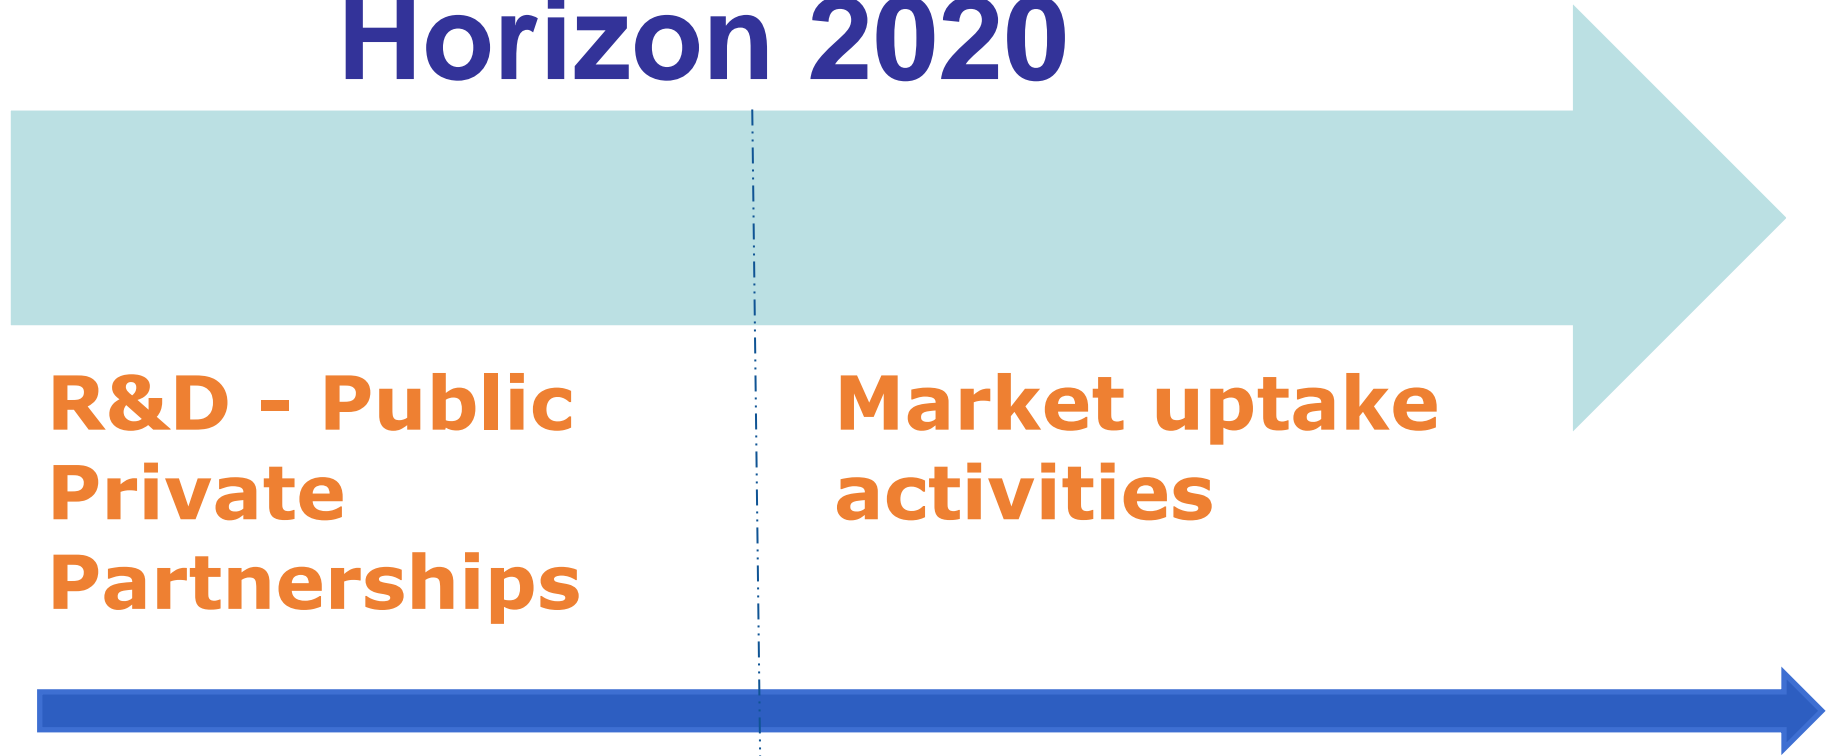 Horizon 2020
R&D - Public
Private
Partnerships
Market uptake
activities